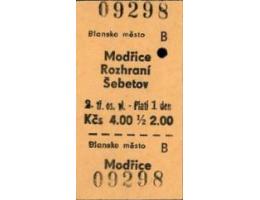 09298
Blansko město B
Modřice
Rozhraní
Šebetov
2. tř. os. vl. - Platí 1 den
Kčs 4.00 ½ 2.00
Blansko město B
Modřice
09298